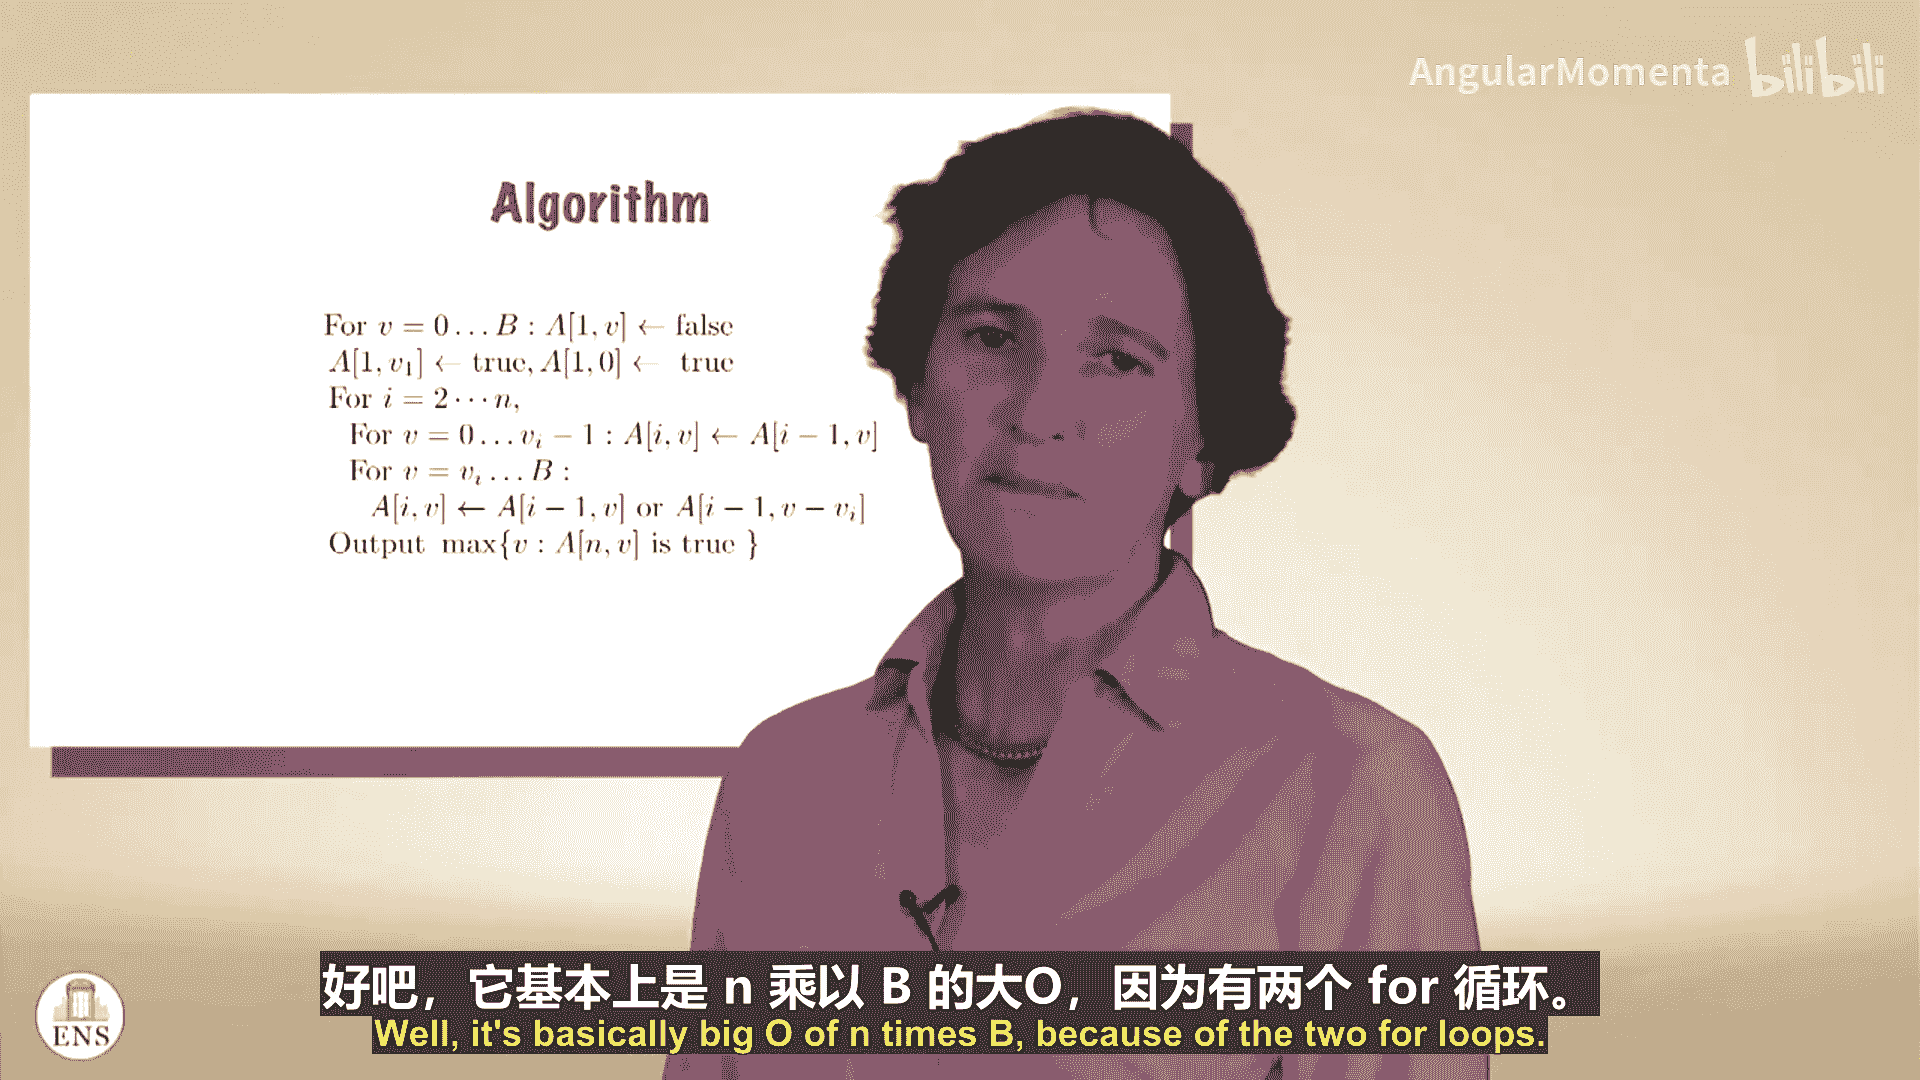 AngularMomenta bilibili
Algorithm
For v = 0 … B : A[1, v] ← false
A[1, v₁] ← true, A[1, 0] ← true
For i = 2 ⋯ n,
For v = 0 … vᵢ − 1 : A[i, v] ← A[i − 1, v]
For v = vᵢ … B :
A[i, v] ← A[i − 1, v] or A[i − 1, v − vᵢ]
Output max{v : A[n, v] is true }
ENS
好吧，它基本上是 n 乘以 B 的大O，因为有两个 for 循环。
Well, it's basically big O of n times B, because of the two for loops.